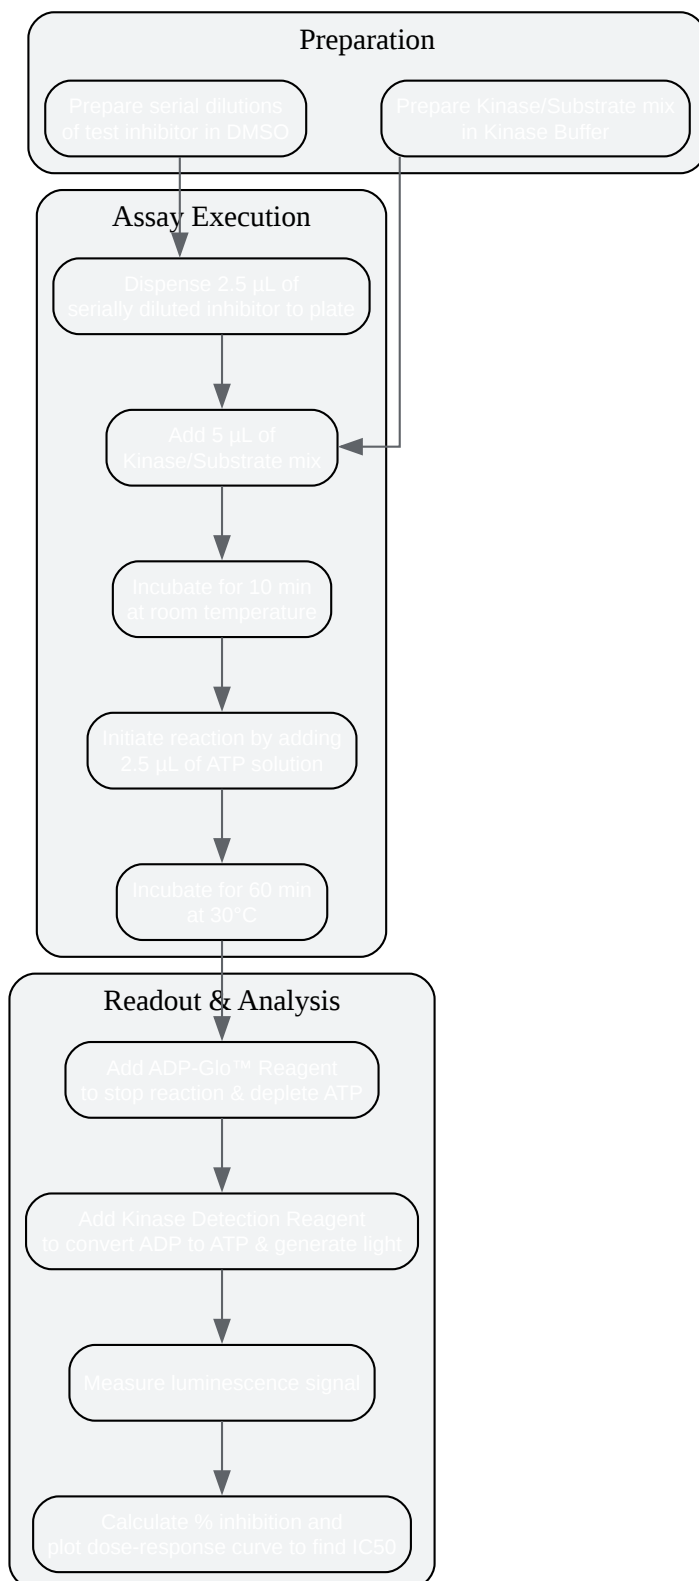 Preparation
Prepare serial dilutions
of test inhibitor in DMSO
Prepare Kinase/Substrate mix
in Kinase Buffer
Assay Execution
Dispense 2.5 µL of
serially diluted inhibitor to plate
Add 5 µL of
Kinase/Substrate mix
Incubate for 10 min
at room temperature
Initiate reaction by adding
2.5 µL of ATP solution
Incubate for 60 min
at 30°C
Readout & Analysis
Add ADP-Glo™ Reagent
to stop reaction & deplete ATP
Add Kinase Detection Reagent
to convert ADP to ATP & generate light
Measure luminescence signal
Calculate % inhibition and
plot dose-response curve to find IC50